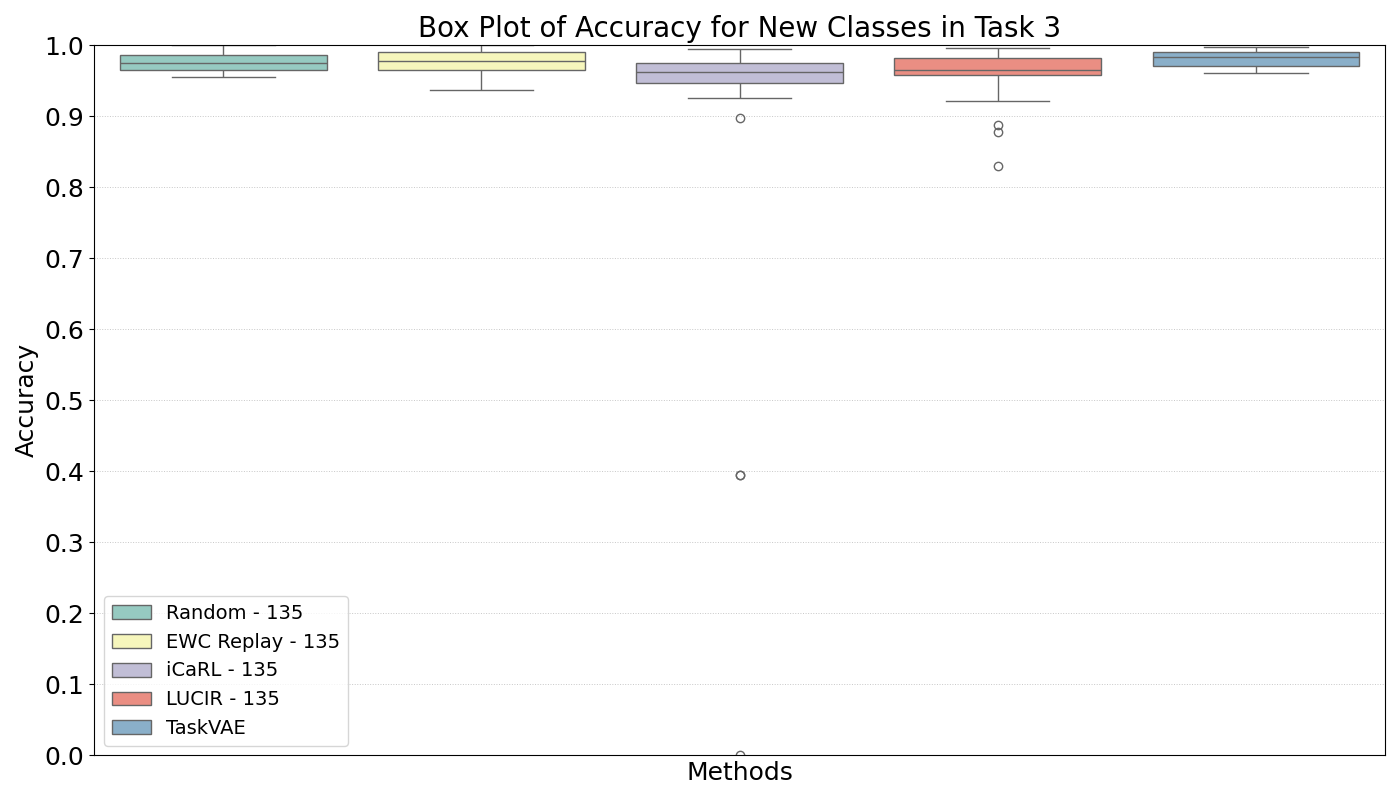 Box Plot of Accuracy for New Classes in Task 3
1.0
0.9
0.8
0.7
0.6
0.5
0.4
0.3
0.2
0.1
0.0
Accuracy
Random - 135
EWC Replay - 135
iCaRL - 135
LUCIR - 135
TaskVAE
Methods